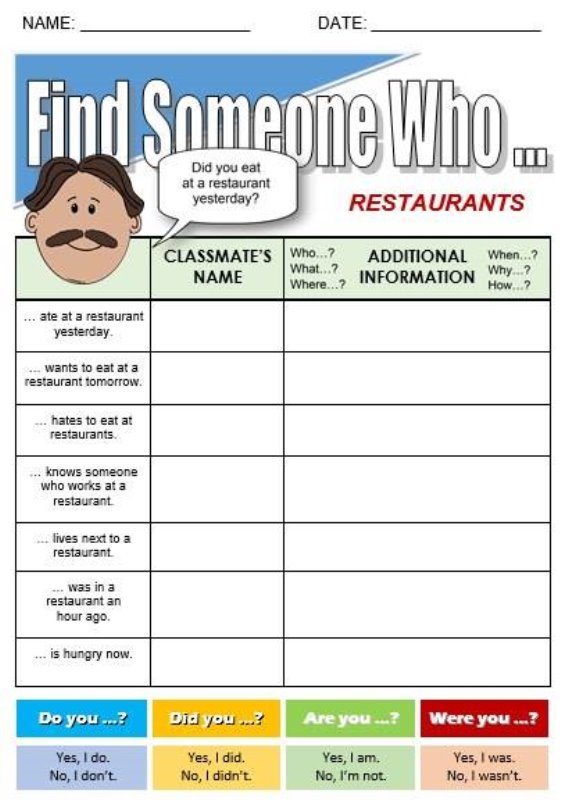 NAME: ____________________ DATE: ____________________
Find Someone Who ...
Did you eat
at a restaurant
yesterday?
RESTAURANTS
CLASSMATE'S
NAME
Who...?
What...?
Where...?
ADDITIONAL
INFORMATION
When...?
Why...?
How...?
... ate at a restaurant
yesterday.
... wants to eat at a
restaurant tomorrow.
... hates to eat at
restaurants.
... knows someone
who works at a
restaurant.
... lives next to a
restaurant.
... was in a
restaurant an
hour ago.
... is hungry now.
Do you ...? Did you ...? Are you ...? Were you ...?
Yes, I do. Yes, I did. Yes, I am. Yes, I was.
No, I don't. No, I didn't. No, I'm not. No, I wasn't.